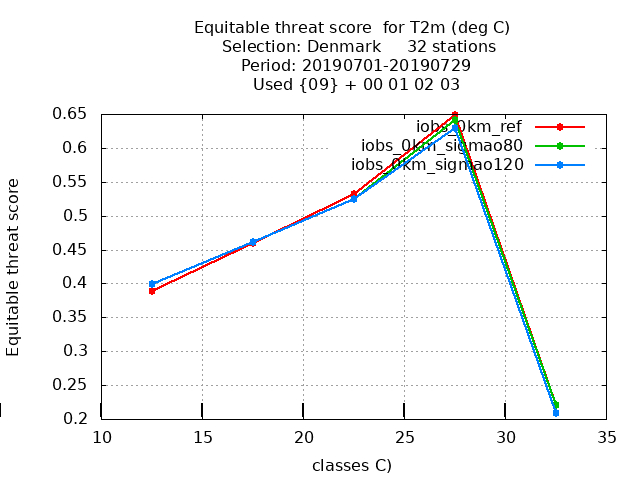 Equitable threat score  for T2m (deg C)
Selection: Denmark     32 stations
Period: 20190701-20190729
Used {09} + 00 01 02 03
iobs_0km_ref
iobs_0km_sigmao80
iobs_0km_sigmao120
Equitable threat score
0.65
0.6
0.55
0.5
0.45
0.4
0.35
0.3
0.25
0.2
10
15
20
25
30
35
classes C)